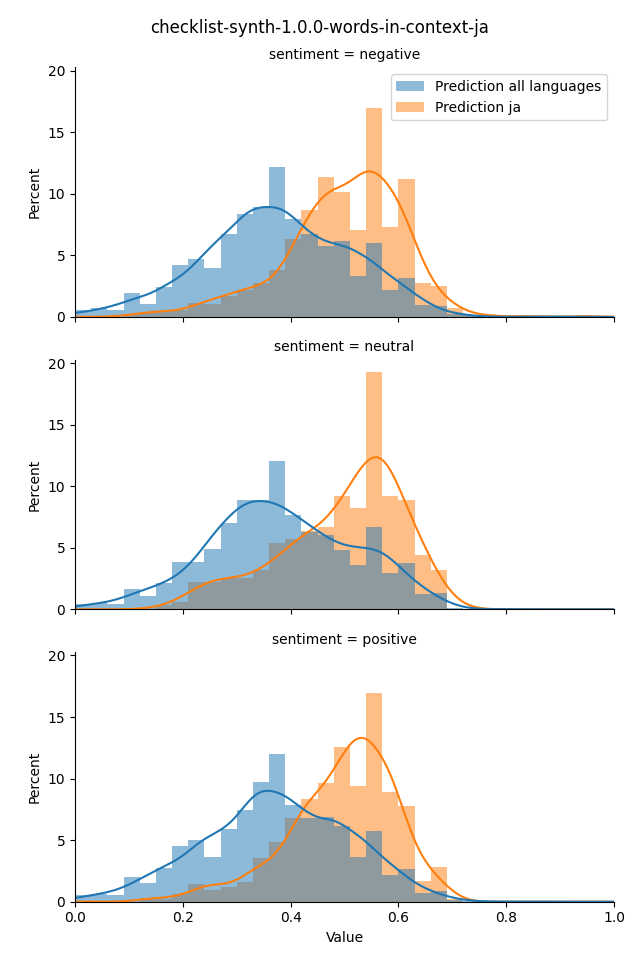 checklist-synth-1.0.0-words-in-context-ja
sentiment = negative
Prediction all languages
Prediction ja
20
15
10
5
0
Percent
sentiment = neutral
20
15
10
5
0
Percent
sentiment = positive
20
15
10
5
0
Percent
0.0 0.2 0.4 0.6 0.8 1.0
Value